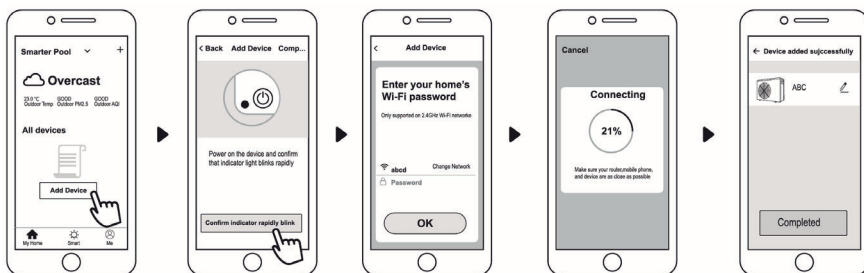 Smarter Pool
Overcast
23.0 °C GOOD GOOD
Outdoor Temp Outdoor PM2.5 Outdoor AQI
All devices
Add Device
My Home Smart Me
< Back Add Device Comp...
Power on the device and confirm
that indicator light blinks rapidly
Confirm indicator rapidly blink
Add Device
Enter your home's
Wi-Fi password
Only supported on 2.4GHz Wi-Fi networke
abcd Change Network
Password
OK
Cancel
Connecting
21%
Make sure your router,mobile phone,
and device are as close as possible
Device added sujccessfully
ABC
Completed